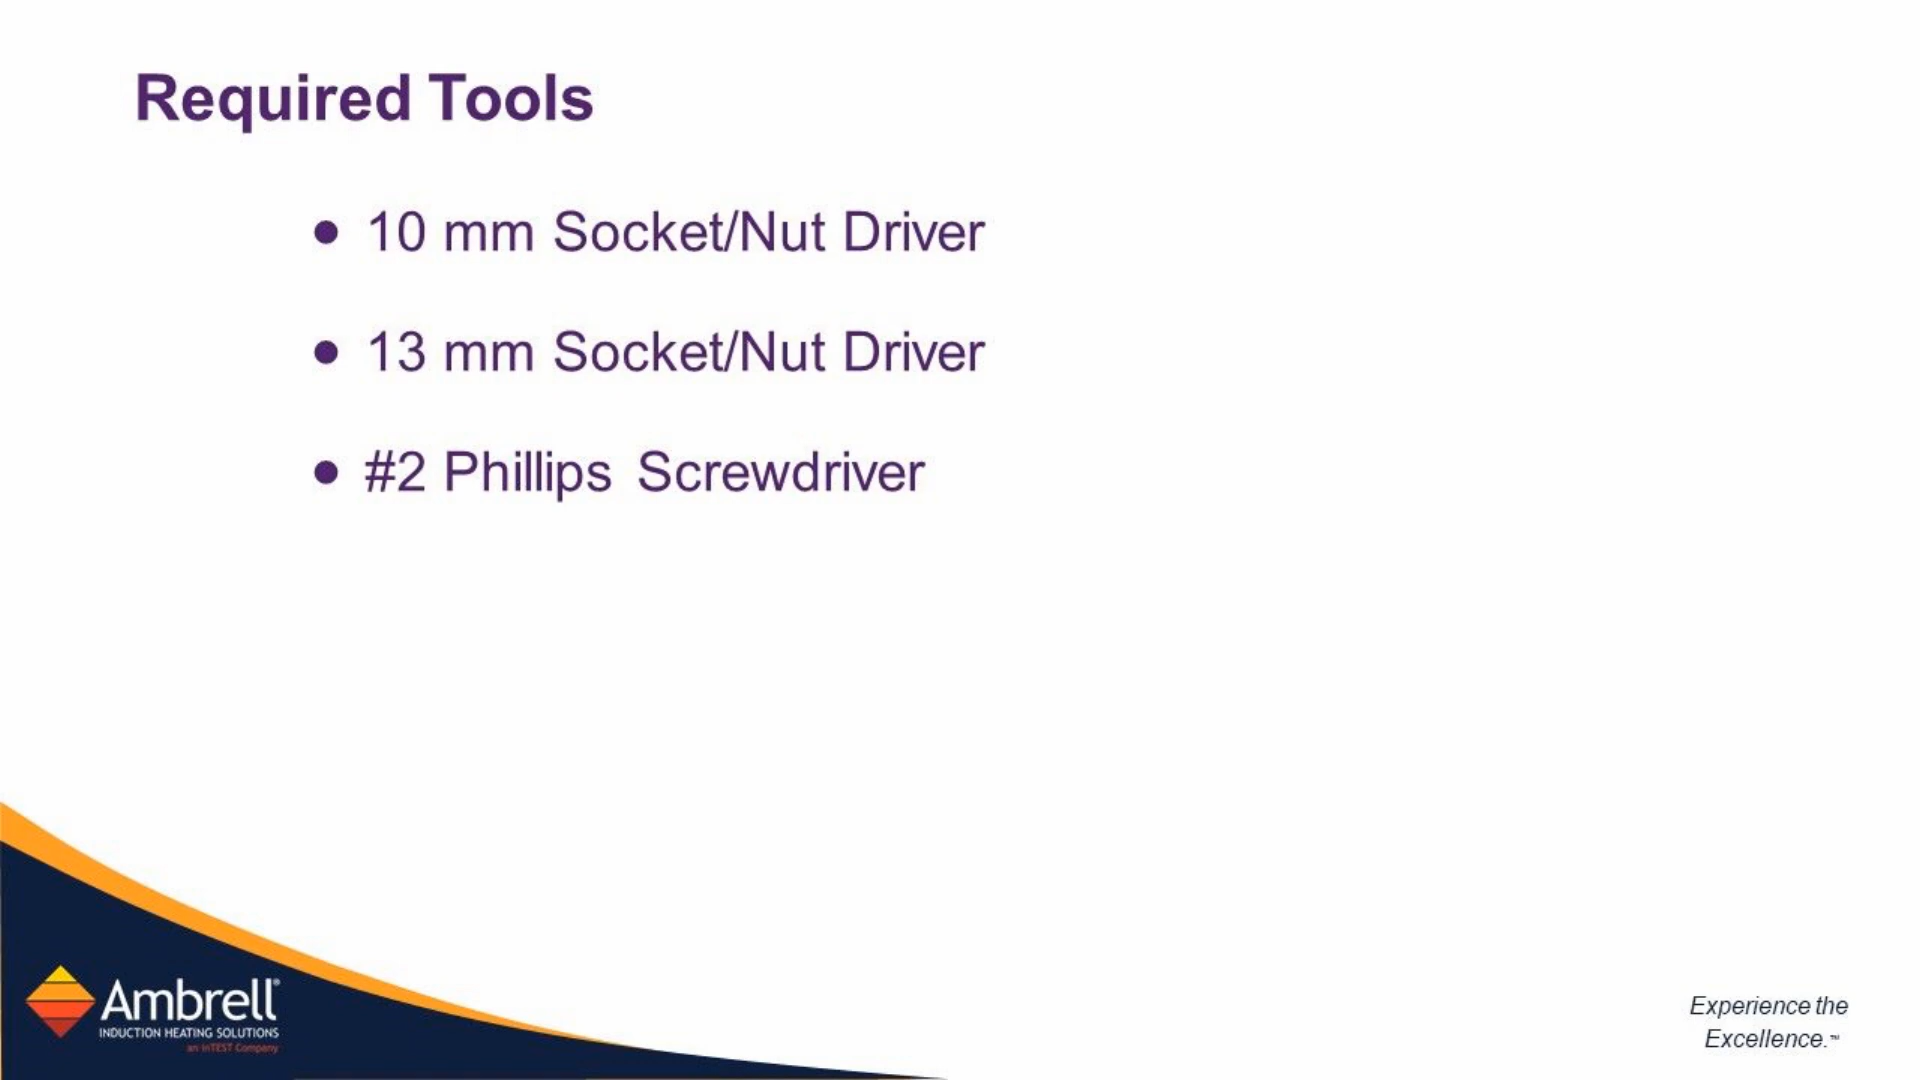 Required Tools
● 10 mm Socket/Nut Driver
● 13 mm Socket/Nut Driver
● #2 Phillips Screwdriver
Ambrell®
INDUCTION HEATING SOLUTIONS
an inTEST Company
Experience the
Excellence.™